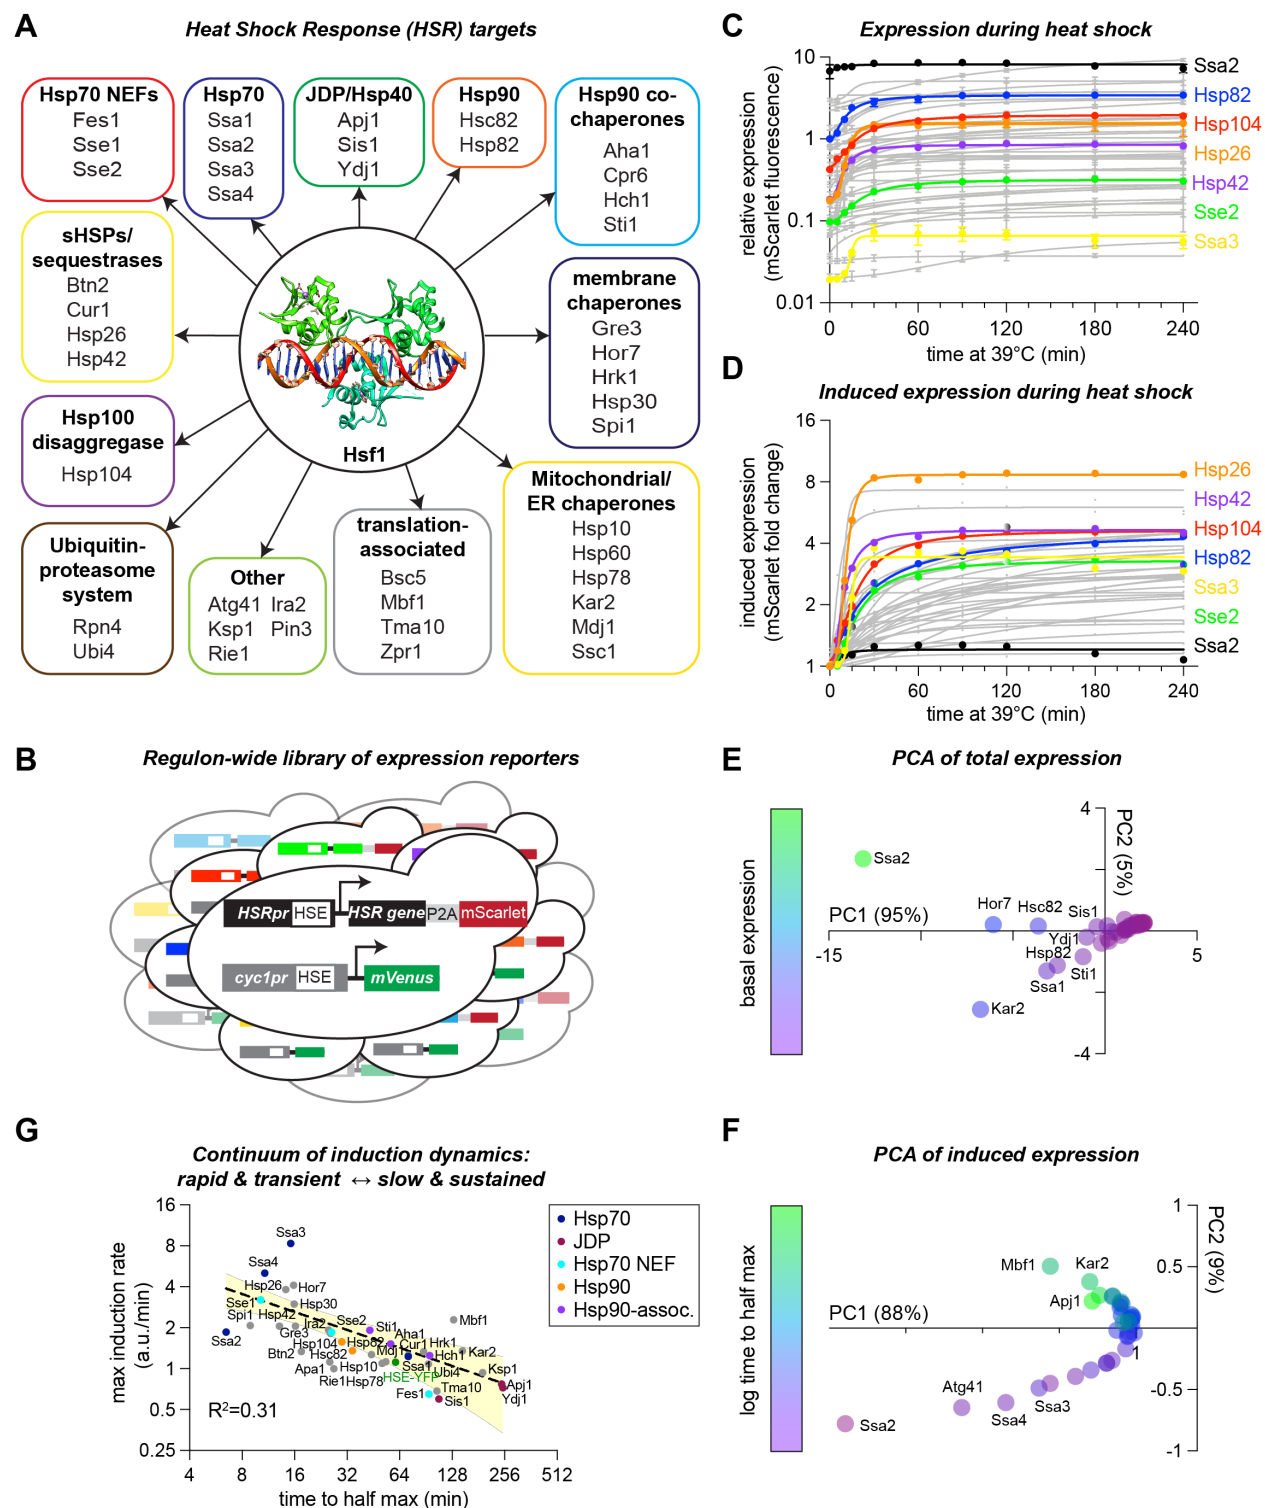 A
Heat Shock Response (HSR) targets
Hsp70 NEFs
Fes1
Sse1
Sse2
Hsp70
Ssa1
Ssa2
Ssa3
Ssa4
JDP/Hsp40
Apj1
Sis1
Ydj1
Hsp90
Hsc82
Hsp82
Hsp90 co-
chaperones
Aha1
Cpr6
Hch1
Sti1
sHSPs/
sequestrases
Btn2
Cur1
Hsp26
Hsp42
membrane
chaperones
Gre3
Hor7
Hrk1
Hsp30
Spi1
Hsp100
disaggregase
Hsp104
Hsf1
Mitochondrial/
ER chaperones
Hsp10
Hsp60
Hsp78
Kar2
Mdj1
Ssc1
Ubiquitin-
proteasome
system
Rpn4
Ubi4
Other
Atg41 Ira2
Ksp1 Pin3
Rie1
translation-
associated
Bsc5
Mbf1
Tma10
Zpr1
B
Regulon-wide library of expression reporters
HSRpr HSE HSR gene P2A mScarlet
cyc1pr HSE mVenus
C
Expression during heat shock
relative expression
(mScarlet fluorescence)
10
1
0.1
0.01
0 60 120 180 240
time at 39°C (min)
Ssa2
Hsp82
Hsp104
Hsp26
Hsp42
Sse2
Ssa3
D
Induced expression during heat shock
induced expression
(mScarlet fold change)
16
8
4
2
1
0 60 120 180 240
time at 39°C (min)
Hsp26
Hsp42
Hsp104
Hsp82
Ssa3
Sse2
Ssa2
E
PCA of total expression
basal expression
4
PC2 (5%)
Ssa2
PC1 (95%)
Hor7
Hsc82
Sis1
Ydj1
Hsp82
Sti1
Ssa1
Kar2
-15
5
-4
G
Continuum of induction dynamics:
rapid & transient ↔ slow & sustained
max induction rate
(a.u./min)
16
8
4
2
1
0.5
0.25
4 8 16 32 64 128 256 512
time to half max (min)
R²=0.31
Ssa3
Ssa4
Hsp26
Hor7
Sse1
Hsp30
Spi1
Hsp42
Ira2
Sse2
Sti1
Mbf1
Ssa2
Gre3
Aha1
Hsp104
Hsp82
Cur1
Hrk1
Btn2
Hsc82
Mdj1
Hch1
Kar2
Apa1
Hsp10
Ssa1
Ubi4
Ksp1
Rie1
Hsp78
HSE-YFP
Fes1
Tma10
Apj1
Sis1
Ydj1
Hsp70
JDP
Hsp70 NEF
Hsp90
Hsp90-assoc.
F
PCA of induced expression
log time to half max
1
PC2 (9%)
0.5
Mbf1
Kar2
Apj1
PC1 (88%)
1
-0.5
Atg41
Ssa4
Ssa3
Ssa2
-1